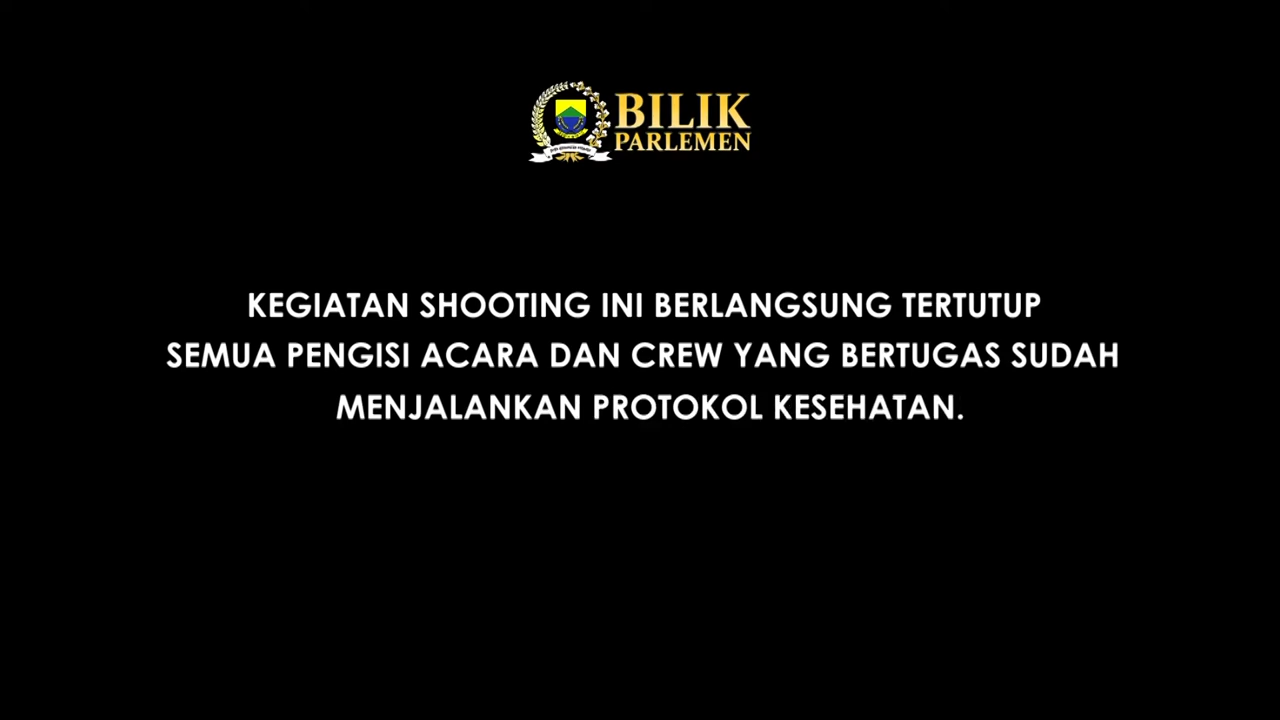 BILIK
PARLEMEN
KEGIATAN SHOOTING INI BERLANGSUNG TERTUTUP
SEMUA PENGISI ACARA DAN CREW YANG BERTUGAS SUDAH
MENJALANKAN PROTOKOL KESEHATAN.